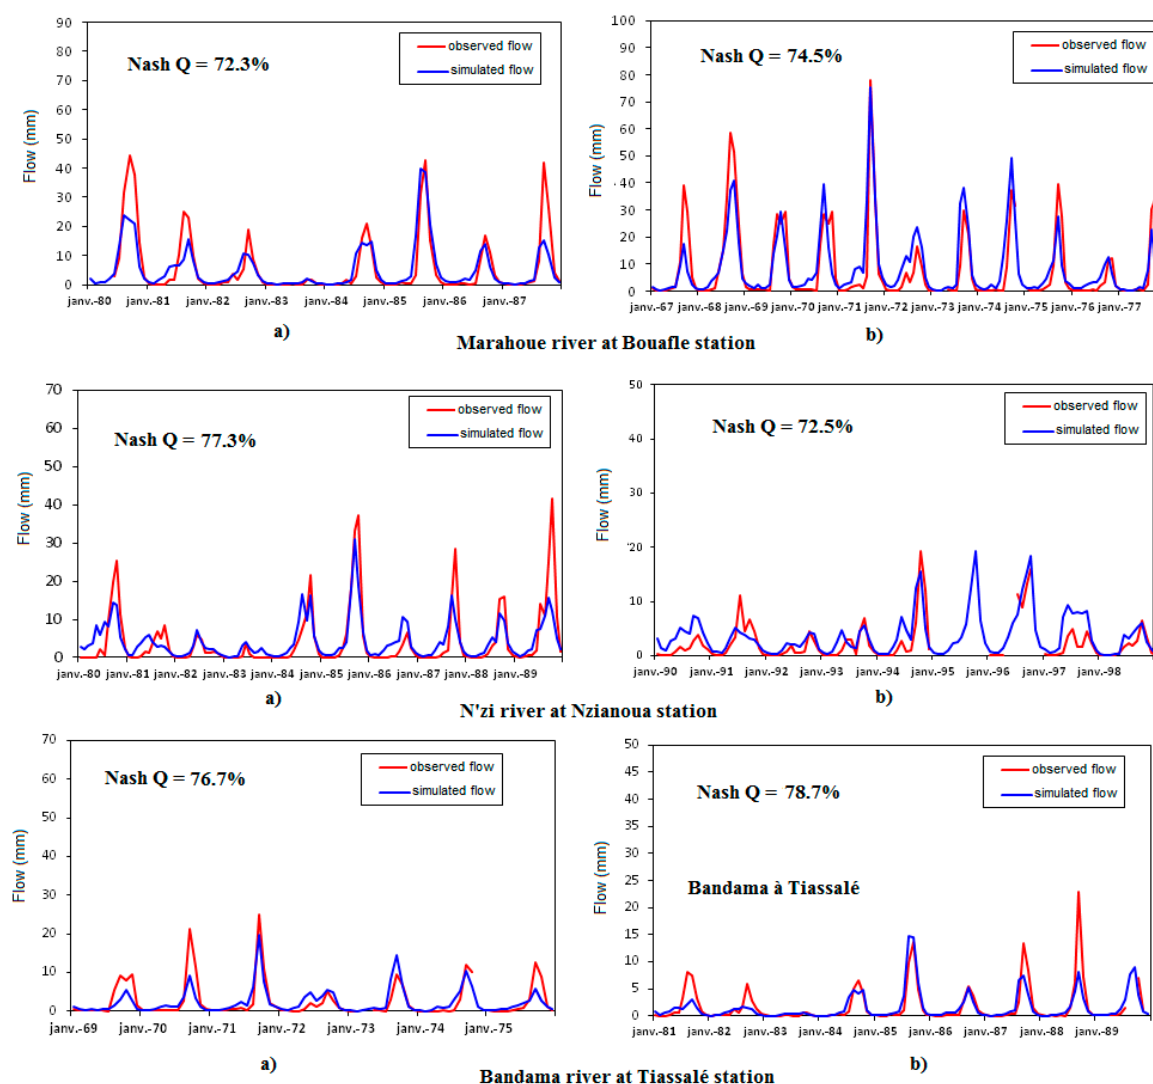 90
80
70
60
50
40
30
20
10
0
Flow (mm)
Nash Q = 72.3%
observed flow
simulated flow
janv.-80 janv.-81 janv.-82 janv.-83 janv.-84 janv.-85 janv.-86 janv.-87
a)
100
90
80
70
60
50
40
30
20
10
0
Flow (mm)
Nash Q = 74.5%
observed flow
simulated flow
janv.-67 janv.-68 janv.-69 janv.-70 janv.-71 janv.-72 janv.-73 janv.-74 janv.-75 janv.-76 janv.-77
b)
Marahoue river at Bouafle station
70
60
50
40
30
20
10
0
Flow (mm)
Nash Q = 77.3%
observed flow
simulated flow
janv.-80 janv.-81 janv.-82 janv.-83 janv.-84 janv.-85 janv.-86 janv.-87 janv.-88 janv.-89
a)
50
40
30
20
10
0
Flow (mm)
Nash Q = 72.5%
observed flow
simulated flow
janv.-90 janv.-91 janv.-92 janv.-93 janv.-94 janv.-95 janv.-96 janv.-97 janv.-98
b)
N'zi river at Nzianoua station
70
60
50
40
30
20
10
0
Flow (mm)
Nash Q = 76.7%
observed flow
simulated flow
janv.-69 janv.-70 janv.-71 janv.-72 janv.-73 janv.-74 janv.-75
a)
50
45
40
35
30
25
20
15
10
5
0
Flow (mm)
Nash Q = 78.7%
observed flow
simulated flow
Bandama à Tiassalé
janv.-81 janv.-82 janv.-83 janv.-84 janv.-85 janv.-86 janv.-87 janv.-88 janv.-89
b)
Bandama river at Tiassalé station